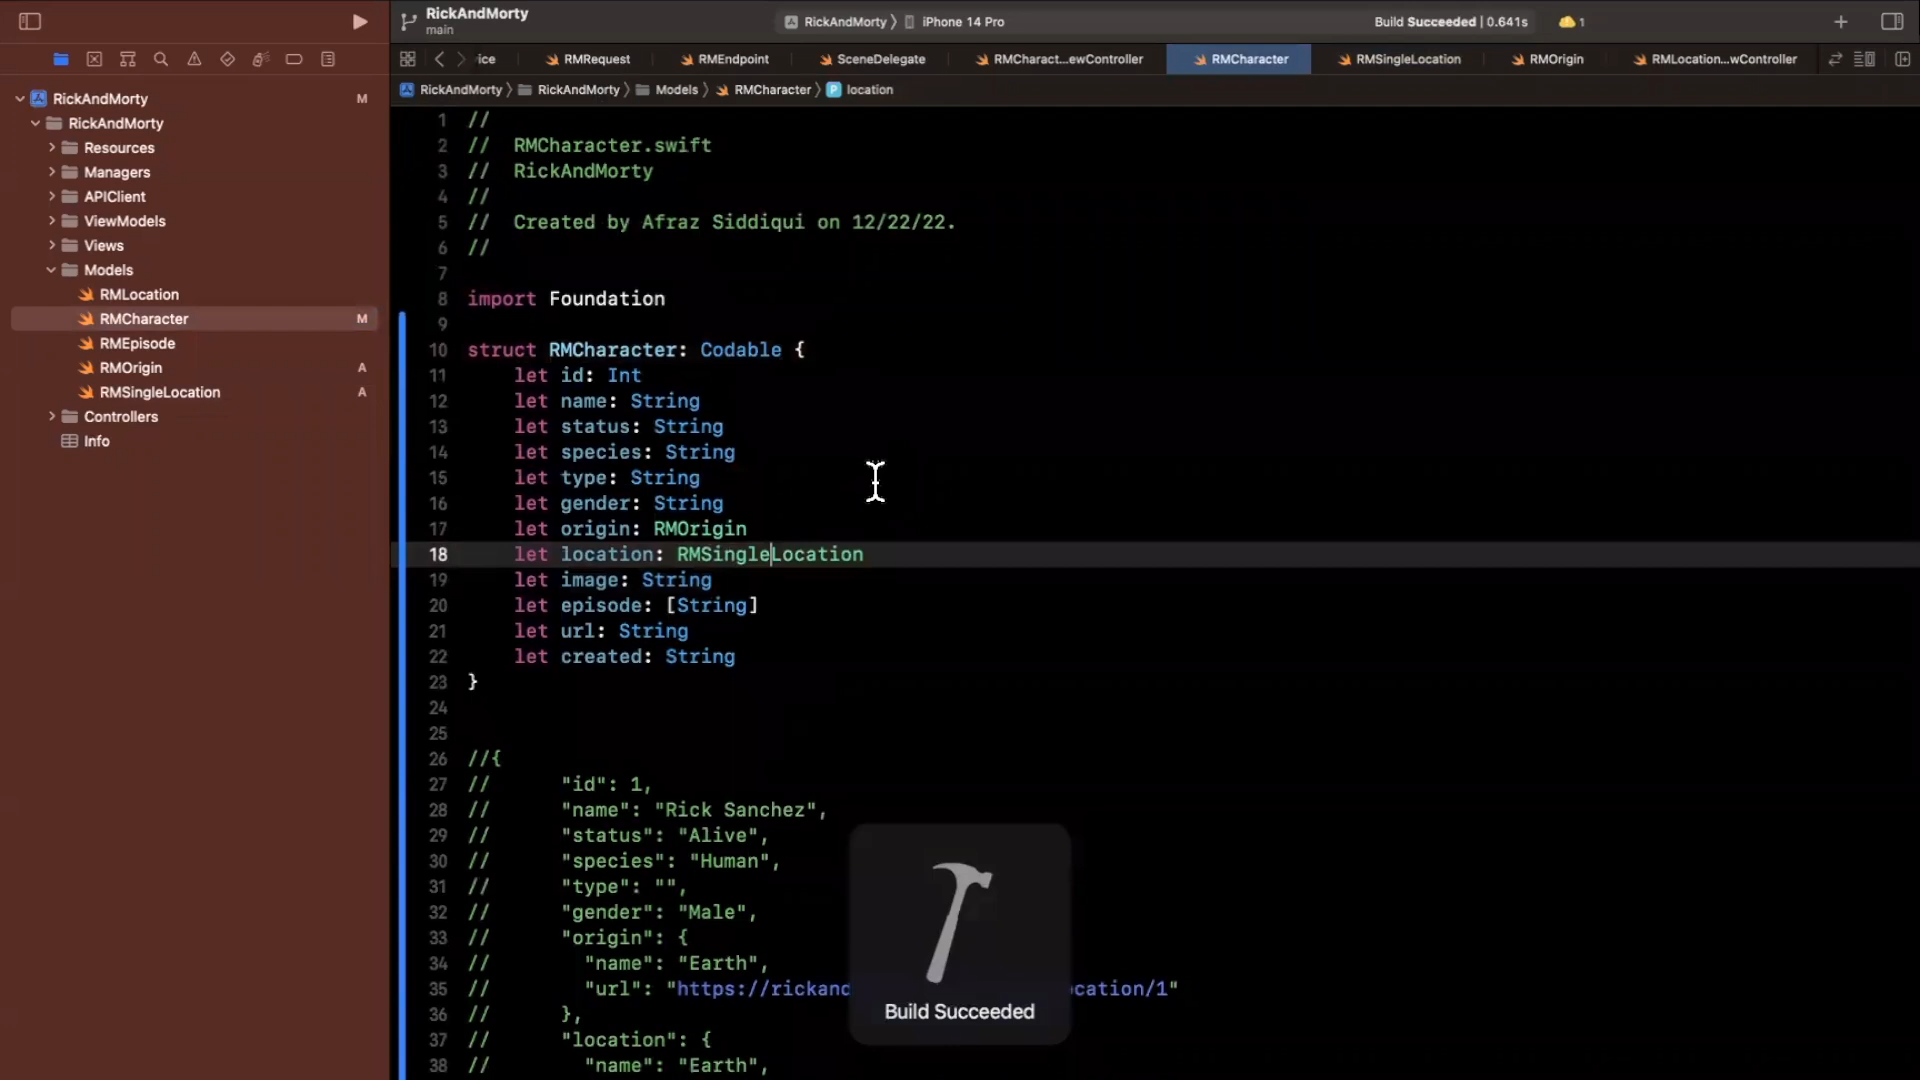 RickAndMorty
main
RickAndMorty
iPhone 14 Pro
Build Succeeded | 0.641s
1
ice
RMRequest
RMEndpoint
SceneDelegate
RMCharact...ewController
RMCharacter
RMSingleLocation
RMOrigin
RMLocation...wController
RickAndMorty
RickAndMorty
Models
RMCharacter
P location
RickAndMorty M
RickAndMorty
Resources
Managers
APIClient
ViewModels
Views
Models
RMLocation
RMCharacter M
RMEpisode
RMOrigin A
RMSingleLocation A
Controllers
Info
1 //
2 //  RMCharacter.swift
3 //  RickAndMorty
4 //
5 //  Created by Afraz Siddiqui on 12/22/22.
6 //
7
8 import Foundation
9
10 struct RMCharacter: Codable {
11     let id: Int
12     let name: String
13     let status: String
14     let species: String
15     let type: String
16     let gender: String
17     let origin: RMOrigin
18     let location: RMSingleLocation
19     let image: String
20     let episode: [String]
21     let url: String
22     let created: String
23 }
24
25
26 //{
27 //      "id": 1,
28 //      "name": "Rick Sanchez",
29 //      "status": "Alive",
30 //      "species": "Human",
31 //      "type": "",
32 //      "gender": "Male",
33 //      "origin": {
34 //        "name": "Earth",
35 //        "url": "https://rickand cation/1"
36 //      },
37 //      "location": {
38 //        "name": "Earth",
Build Succeeded